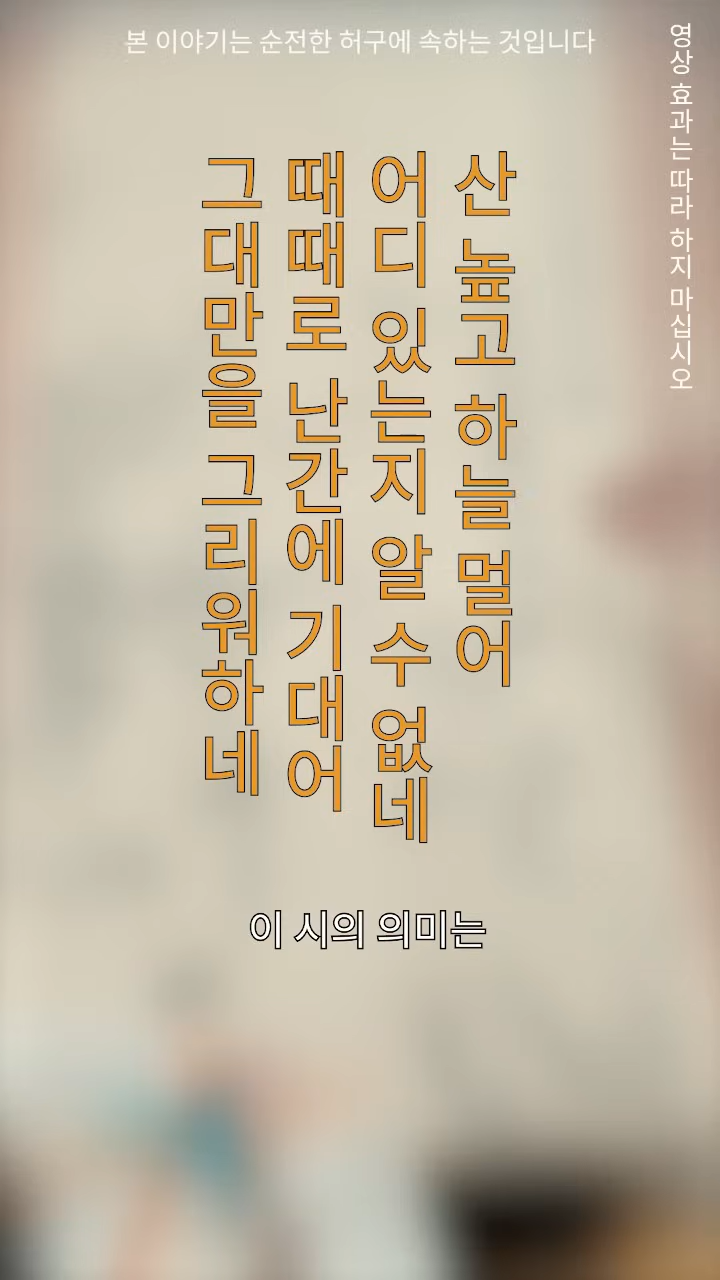 본 이야기는 순전한 허구에 속하는 것입니다
영상 효과는 따라 하지 마십시오
산 높고 하늘 멀어
어디 있는지 알 수 없네
때때로 난간에 기대어
그대만을 그리워하네
이 시의 의미는